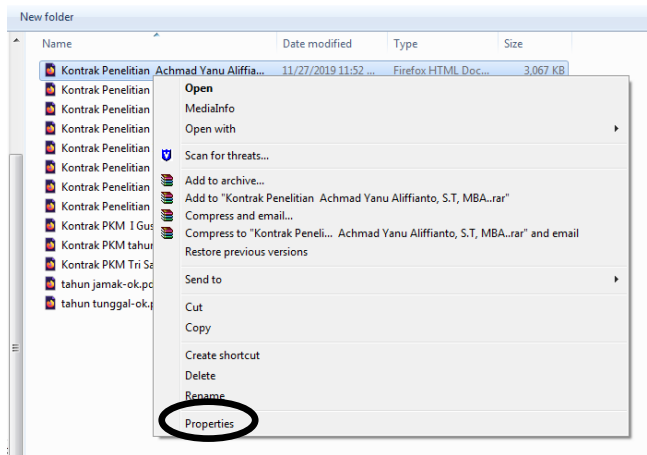 New folder
Name Date modified Type Size
Kontrak Penelitian Achmad Yanu Aliffia... 11/27/2019 11:52 ... Firefox HTML Doc... 3,067 KB
Kontrak Penelitian
Kontrak Penelitian
Kontrak Penelitian
Kontrak Penelitian
Kontrak Penelitian
Kontrak Penelitian
Kontrak Penelitian
Kontrak PKM I Gus
Kontrak PKM tahu
Kontrak PKM Tri Sa
tahun jamak-ok.pd
tahun tunggal-ok.p
Open
MediaInfo
Open with
Scan for threats...
Add to archive...
Add to "Kontrak Penelitian Achmad Yanu Aliffianto, S.T, MBA..rar"
Compress and email...
Compress to "Kontrak Peneli... Achmad Yanu Aliffianto, S.T, MBA..rar" and email
Restore previous versions
Send to
Cut
Copy
Create shortcut
Delete
Rename
Properties